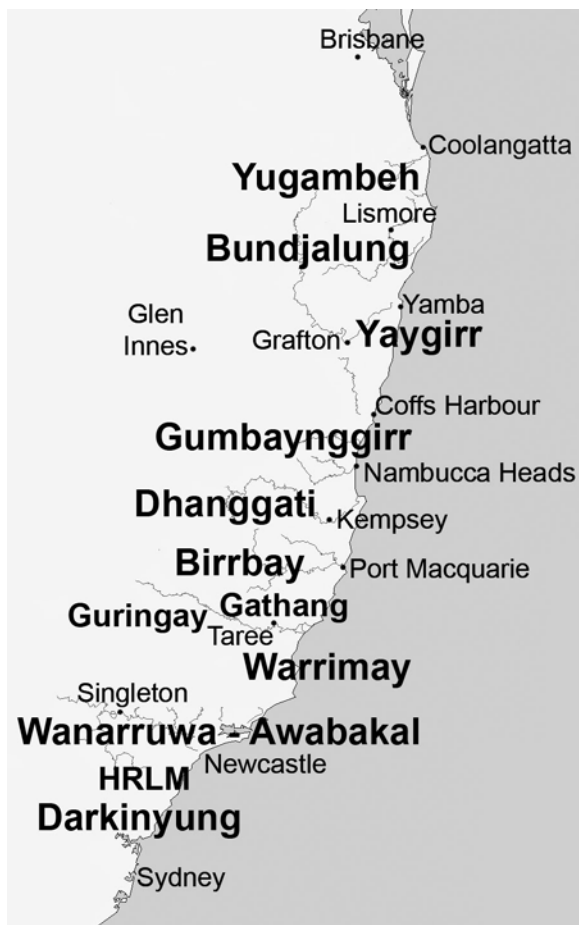 Brisbane
Coolangatta
Yugambeh
Lismore
Bundjalung
Glen
Innes
Yamba
Grafton
Yaygirr
Coffs Harbour
Gumbaynggirr
Nambucca Heads
Dhanggati
Kempsey
Birrbay
Port Macquarie
Gathang
Guringay
Taree
Warrimay
Singleton
Wanarruwa - Awabakal
Newcastle
HRLM
Darkinyung
Sydney